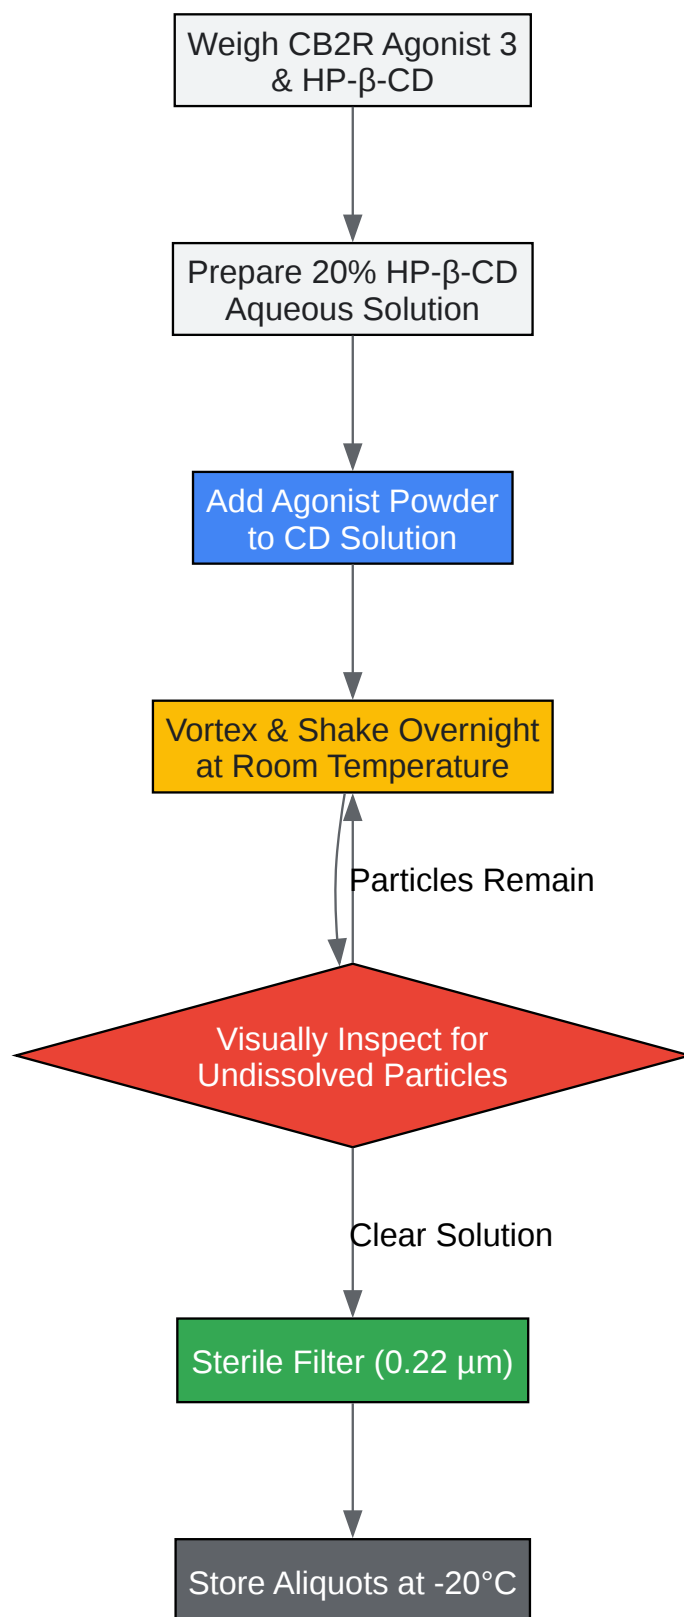 Weigh CB2R Agonist 3
& HP-β-CD
Prepare 20% HP-β-CD
Aqueous Solution
Add Agonist Powder
to CD Solution
Vortex & Shake Overnight
at Room Temperature
Particles Remain
Visually Inspect for
Undissolved Particles
Clear Solution
Sterile Filter (0.22 µm)
Store Aliquots at -20°C